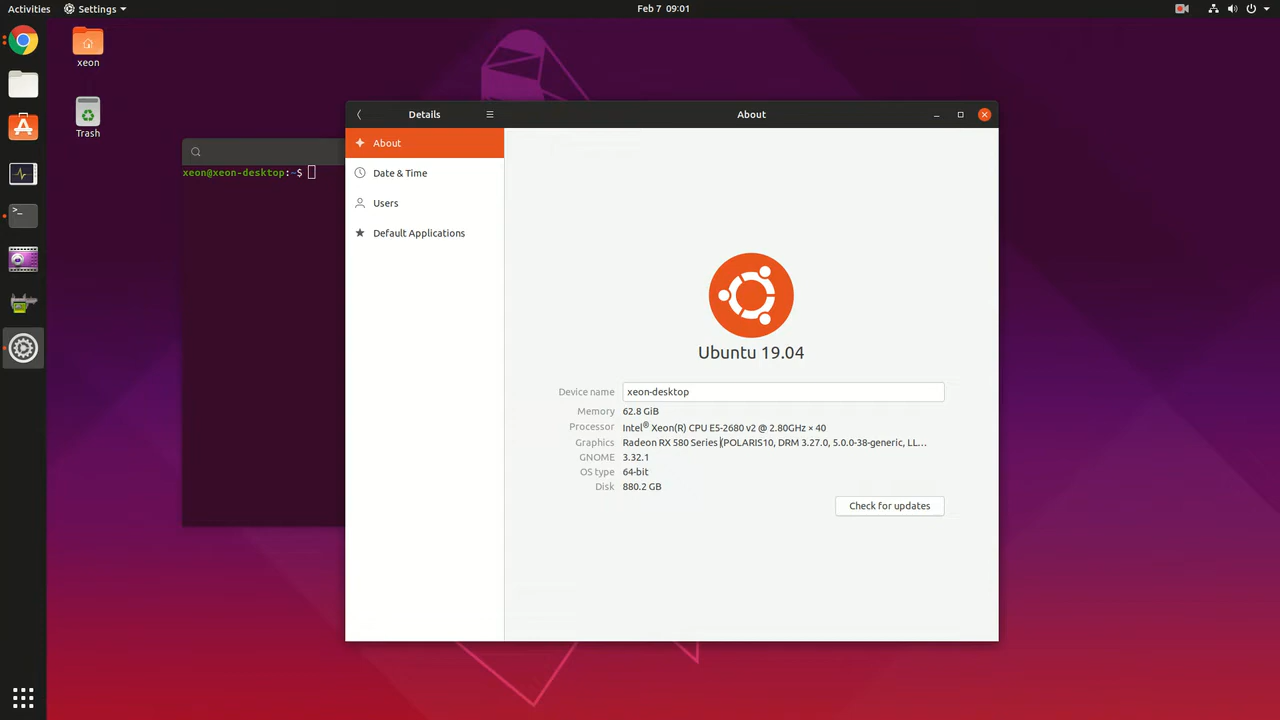 Activities
Settings
Feb 7 09:01
xeon
Trash
xeon@xeon-desktop:~$
>_
Details
About
About
Date & Time
Users
Default Applications
Ubuntu 19.04
Device name xeon-desktop
Memory 62.8 GiB
Processor Intel® Xeon(R) CPU E5-2680 v2 @ 2.80GHz × 40
Graphics Radeon RX 580 Series (POLARIS10, DRM 3.27.0, 5.0.0-38-generic, LL…
GNOME 3.32.1
OS type 64-bit
Disk 880.2 GB
Check for updates